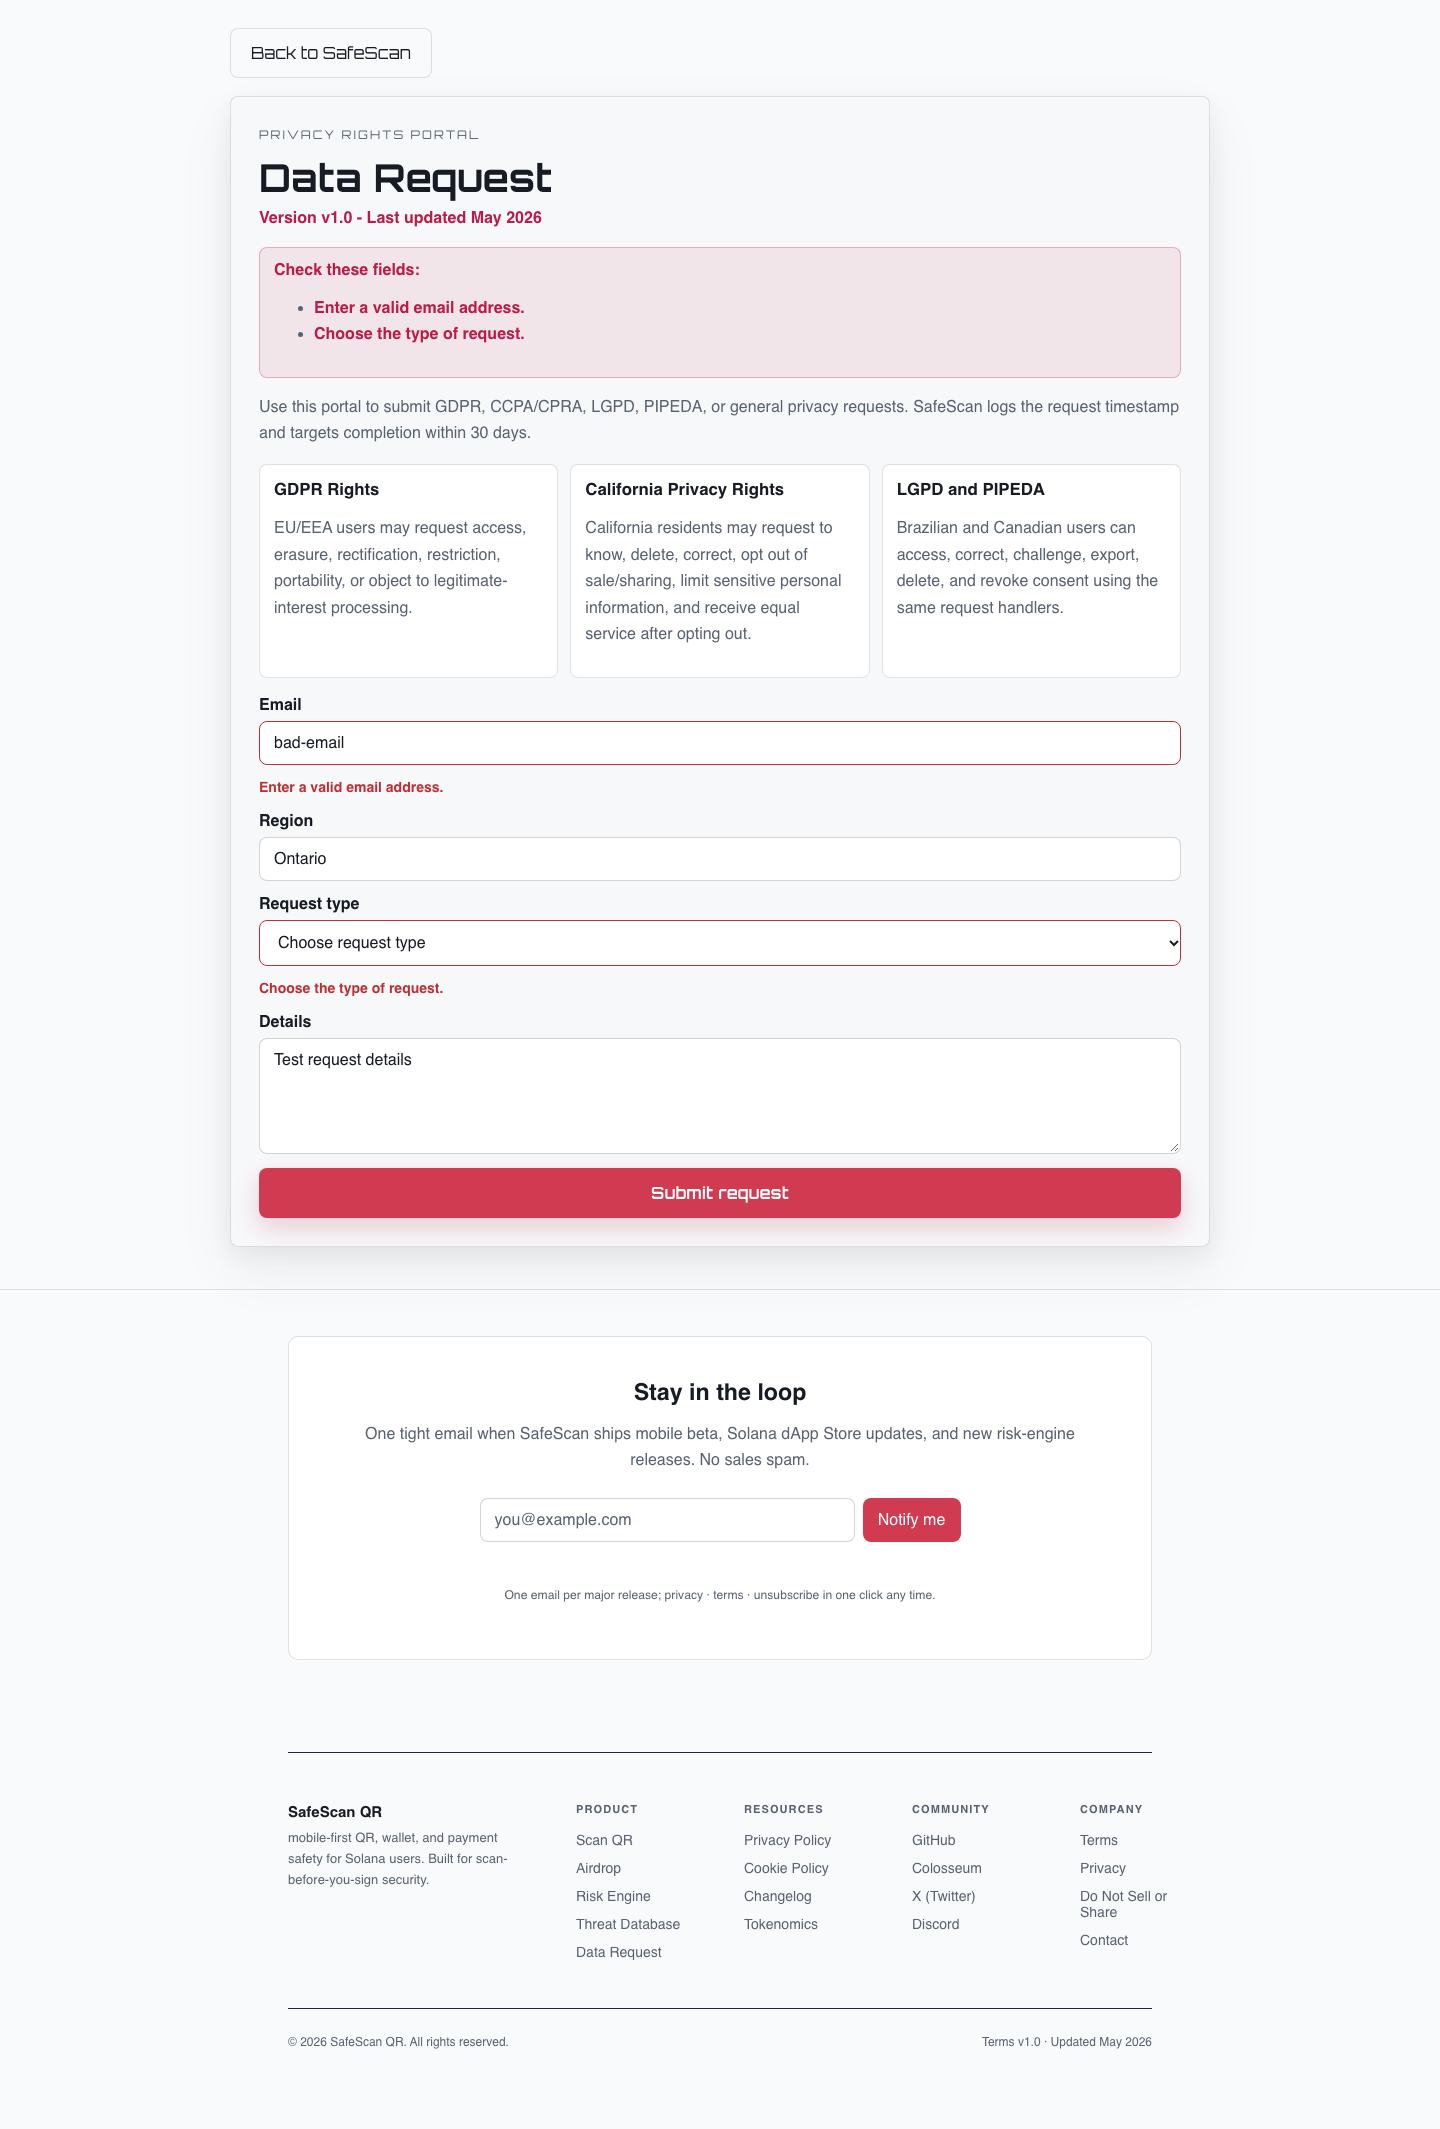 Back to SafeScan
PRIVACY RIGHTS PORTAL
Data Request
Version v1.0 - Last updated May 2026
Check these fields:
Enter a valid email address.
Choose the type of request.
Use this portal to submit GDPR, CCPA/CPRA, LGPD, PIPEDA, or general privacy requests. SafeScan logs the request timestamp
and targets completion within 30 days.
GDPR Rights
EU/EEA users may request access,
erasure, rectification, restriction,
portability, or object to legitimate-
interest processing.
California Privacy Rights
California residents may request to
know, delete, correct, opt out of
sale/sharing, limit sensitive personal
information, and receive equal
service after opting out.
LGPD and PIPEDA
Brazilian and Canadian users can
access, correct, challenge, export,
delete, and revoke consent using the
same request handlers.
Email
bad-email
Enter a valid email address.
Region
Ontario
Request type
Choose request type
Choose the type of request.
Details
Test request details
Submit request
Stay in the loop
One tight email when SafeScan ships mobile beta, Solana dApp Store updates, and new risk-engine
releases. No sales spam.
you@example.com
Notify me
One email per major release; privacy · terms · unsubscribe in one click any time.
SafeScan QR
mobile-first QR, wallet, and payment
safety for Solana users. Built for scan-
before-you-sign security.
PRODUCT
Scan QR
Airdrop
Risk Engine
Threat Database
Data Request
RESOURCES
Privacy Policy
Cookie Policy
Changelog
Tokenomics
COMMUNITY
GitHub
Colosseum
X (Twitter)
Discord
COMPANY
Terms
Privacy
Do Not Sell or
Share
Contact
© 2026 SafeScan QR. All rights reserved.
Terms v1.0 · Updated May 2026